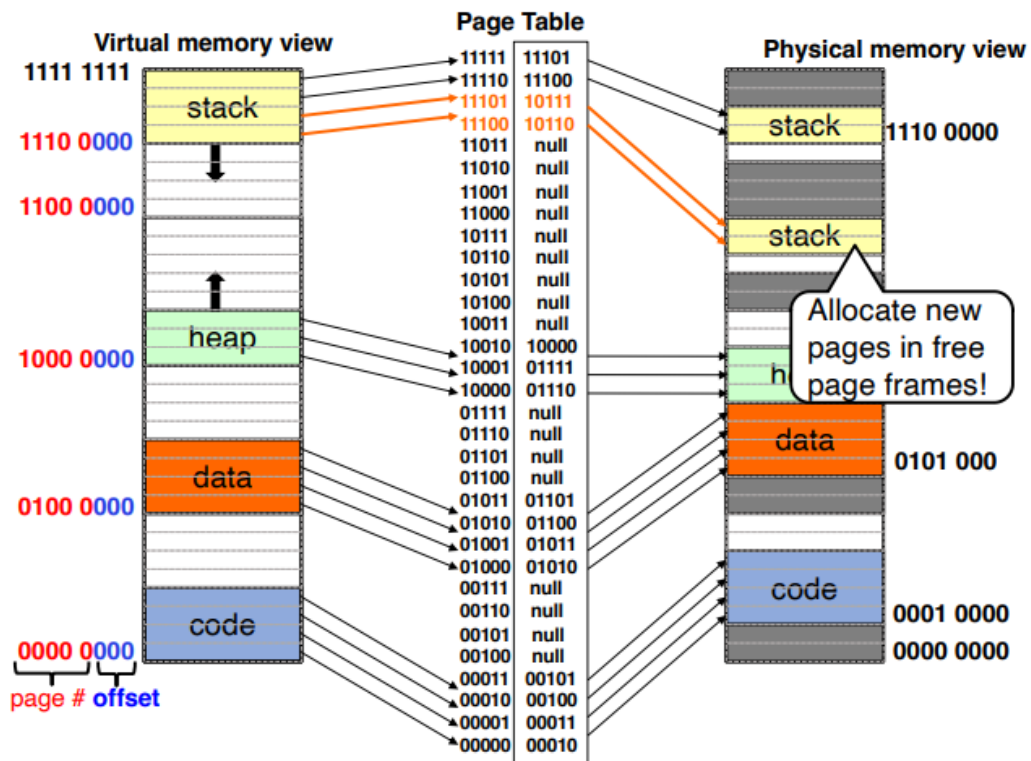 Page Table
Virtual memory view
Physical memory view
1111 1111
stack
1110 0000
1100 0000
heap
1000 0000
data
0100 0000
code
0000 0000
page # offset
11111 11101
11110 11100
11101 10111
11100 10110
11011 null
11010 null
11001 null
11000 null
10111 null
10110 null
10101 null
10100 null
10011 null
10010 10000
10001 01111
10000 01110
01111 null
01110 null
01101 null
01100 null
01011 01101
01010 01100
01001 01011
01000 01010
00111 null
00110 null
00101 null
00100 null
00011 00101
00010 00100
00001 00011
00000 00010
stack
1110 0000
stack
Allocate new
pages in free
page frames!
data
0101 000
code
0001 0000
0000 0000